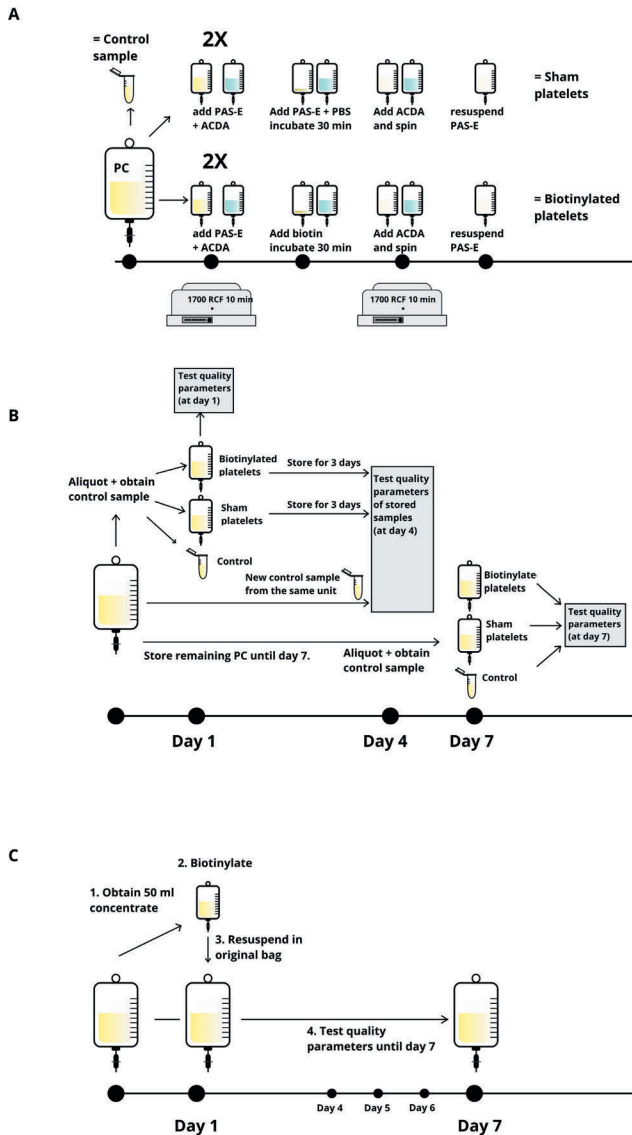 A
= Control
sample
2X
add PAS-E
+ ACDA
Add PAS-E + PBS
incubate 30 min
Add ACDA
and spin
resuspend
PAS-E
= Sham
platelets
PC
2X
add PAS-E
+ ACDA
Add biotin
incubate 30 min
Add ACDA
and spin
resuspend
PAS-E
= Biotinylated
platelets
1700 RCF 10 min
1700 RCF 10 min
B
Test quality
parameters
(at day 1)
Aliquot + obtain
control sample
Biotinylated
platelets
Store for 3 days
Sham
platelets
Store for 3 days
Control
Test quality
parameters
of stored
samples
(at day 4)
New control sample
from the same unit
Store remaining PC until day 7.
Aliquot + obtain
control sample
Biotinylate
platelets
Sham
platelets
Control
Test quality
parameters
(at day 7)
Day 1
Day 4
Day 7
C
1. Obtain 50 ml
concentrate
2. Biotinylate
3. Resuspend in
original bag
4. Test quality
parameters until day 7
Day 1
Day 4
Day 5
Day 6
Day 7